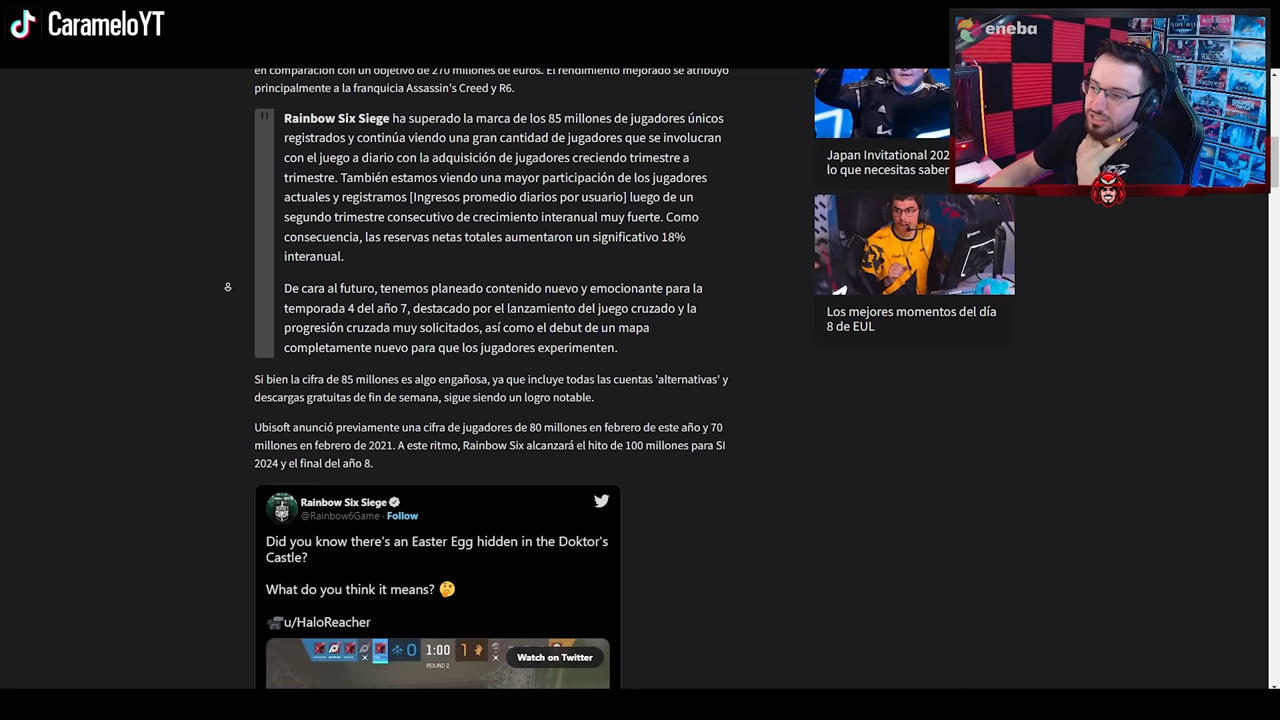 CarameloYT
eneba
en comparación con un objetivo de 270 millones de euros. El rendimiento mejorado se atribuyó
principalmente a la franquicia Assassin's Creed y R6.
"
Rainbow Six Siege ha superado la marca de los 85 millones de jugadores únicos
registrados y continúa viendo una gran cantidad de jugadores que se involucran
con el juego a diario con la adquisición de jugadores creciendo trimestre a
trimestre. También estamos viendo una mayor participación de los jugadores
actuales y registramos [Ingresos promedio diarios por usuario] luego de un
segundo trimestre consecutivo de crecimiento interanual muy fuerte. Como
consecuencia, las reservas netas totales aumentaron un significativo 18%
interanual.
De cara al futuro, tenemos planeado contenido nuevo y emocionante para la
temporada 4 del año 7, destacado por el lanzamiento del juego cruzado y la
progresión cruzada muy solicitados, así como el debut de un mapa
completamente nuevo para que los jugadores experimenten.
Si bien la cifra de 85 millones es algo engañosa, ya que incluye todas las cuentas 'alternativas' y
descargas gratuitas de fin de semana, sigue siendo un logro notable.
Ubisoft anunció previamente una cifra de jugadores de 80 millones en febrero de este año y 70
millones en febrero de 2021. A este ritmo, Rainbow Six alcanzará el hito de 100 millones para SI
2024 y el final del año 8.
Rainbow Six Siege
@Rainbow6Game · Follow
Did you know there's an Easter Egg hidden in the Doktor's
Castle?
What do you think it means? 🤔
📹u/HaloReacher
0 1:00 1
ROUND 2
Watch on Twitter
Japan Invitational 202
lo que necesitas saber
Los mejores momentos del día
8 de EUL